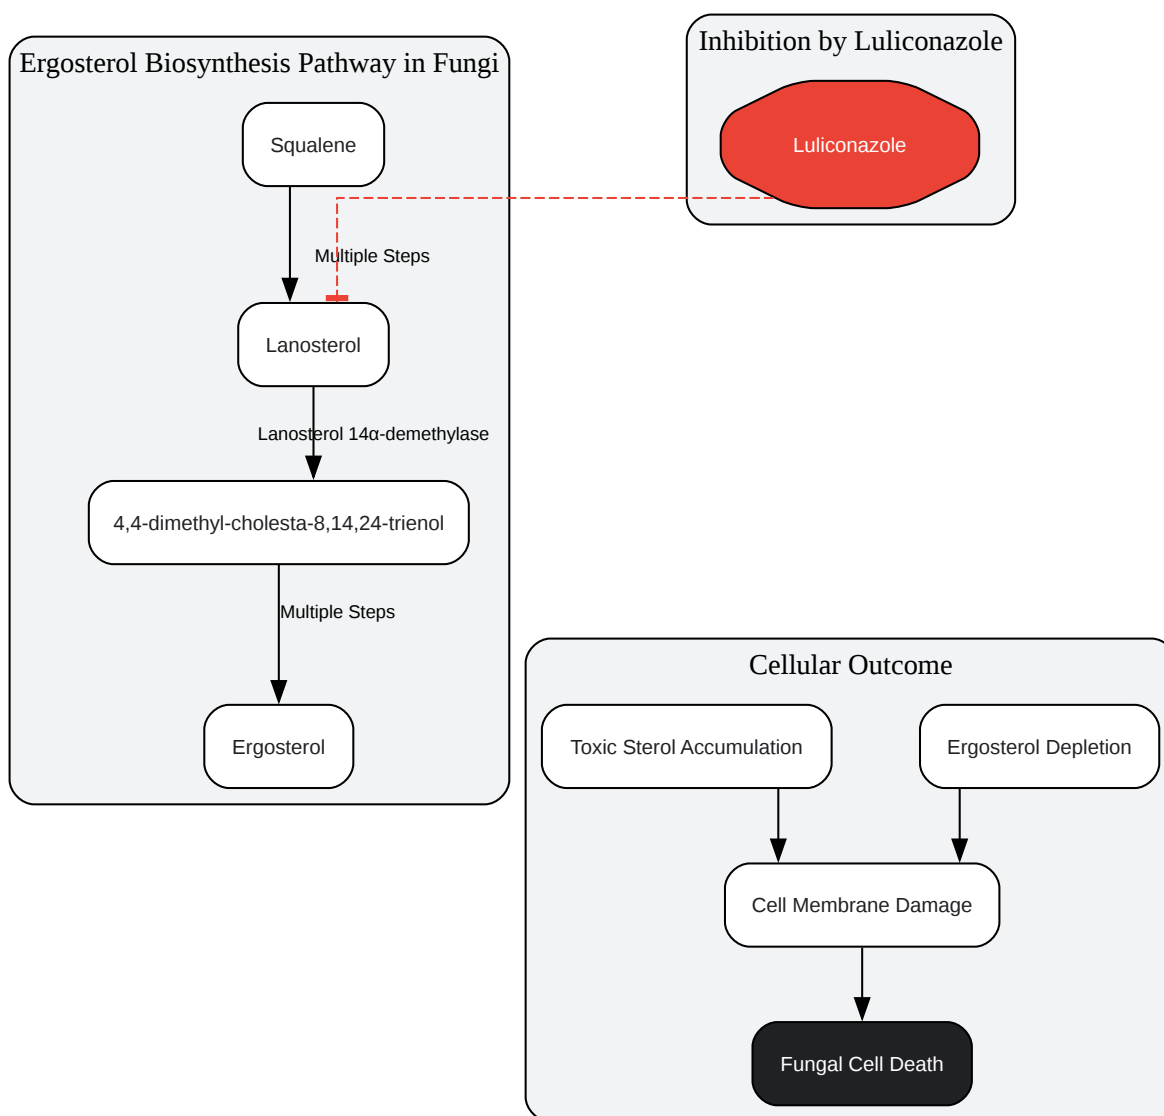 Ergosterol Biosynthesis Pathway in Fungi
Squalene
Multiple Steps
Lanosterol
Lanosterol 14α-demethylase
4,4-dimethyl-cholesta-8,14,24-trienol
Multiple Steps
Ergosterol
Inhibition by Luliconazole
Luliconazole
Cellular Outcome
Toxic Sterol Accumulation
Ergosterol Depletion
Cell Membrane Damage
Fungal Cell Death